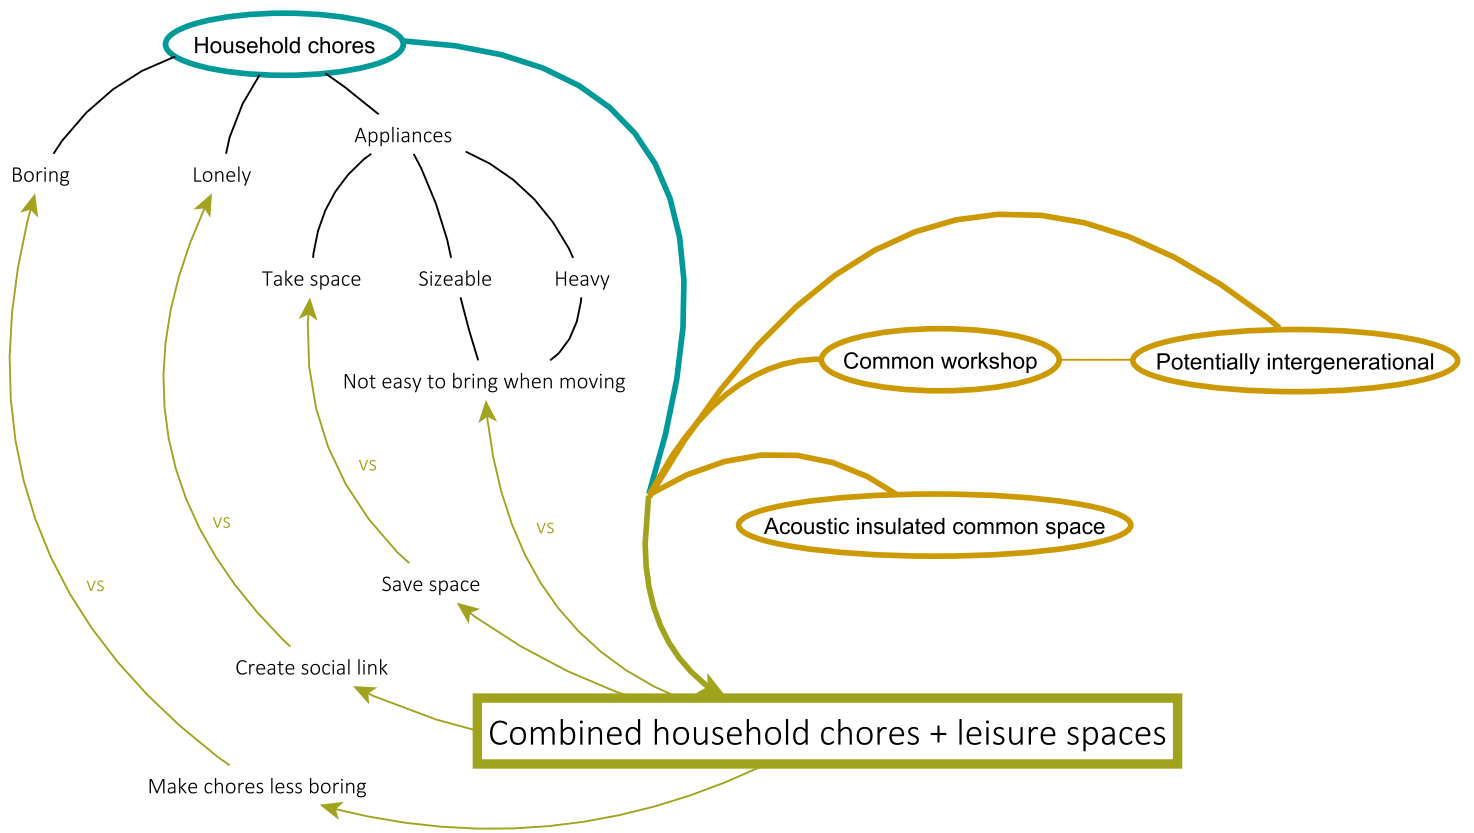 Household chores
Appliances
Boring
Lonely
Take space
Sizeable
Heavy
Common workshop
Potentially intergenerational
Not easy to bring when moving
vs
vs
vs
Acoustic insulated common space
Save space
vs
Create social link
Combined household chores + leisure spaces
Make chores less boring